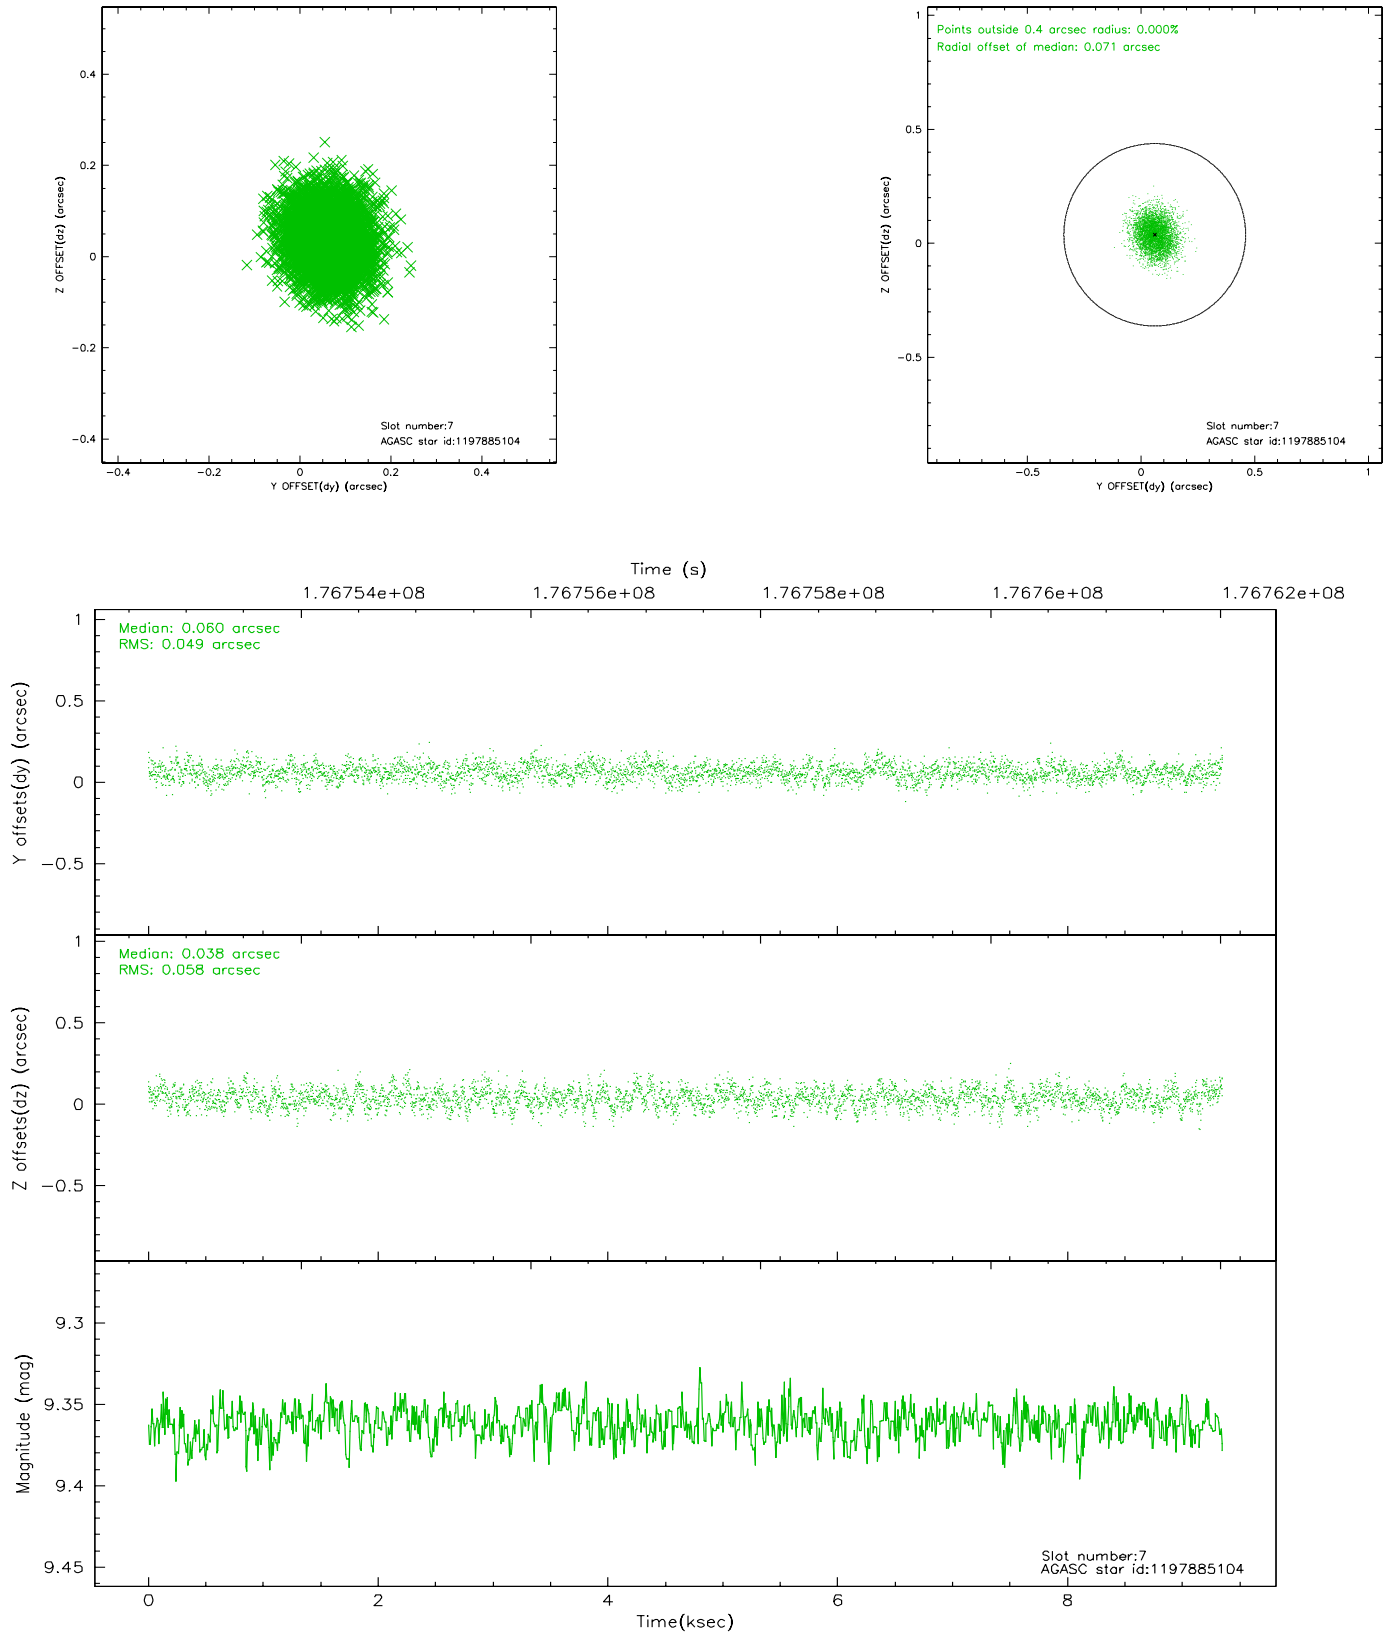 0.4
0.2
0
−0.2
−0.4
Z OFFSET(dz) (arcsec)
Slot number:7
AGASC star id:1197885104
−0.4 −0.2 0 0.2 0.4
Y OFFSET(dy) (arcsec)
Points outside 0.4 arcsec radius: 0.000%
Radial offset of median: 0.071 arcsec
1
0.5
0
−0.5
Z OFFSET(dz) (arcsec)
Slot number:7
AGASC star id:1197885104
−0.5 0 0.5 1
Y OFFSET(dy) (arcsec)
Time (s)
1.76754e+08 1.76756e+08 1.76758e+08 1.7676e+08 1.76762e+08
Median: 0.060 arcsec
RMS: 0.049 arcsec
1
0.5
0
−0.5
Y offsets(dy) (arcsec)
Median: 0.038 arcsec
RMS: 0.058 arcsec
1
0.5
0
−0.5
Z offsets(dz) (arcsec)
9.3
9.35
9.4
9.45
Magnitude (mag)
Slot number:7
AGASC star id:1197885104
0 2 4 6 8
Time(ksec)